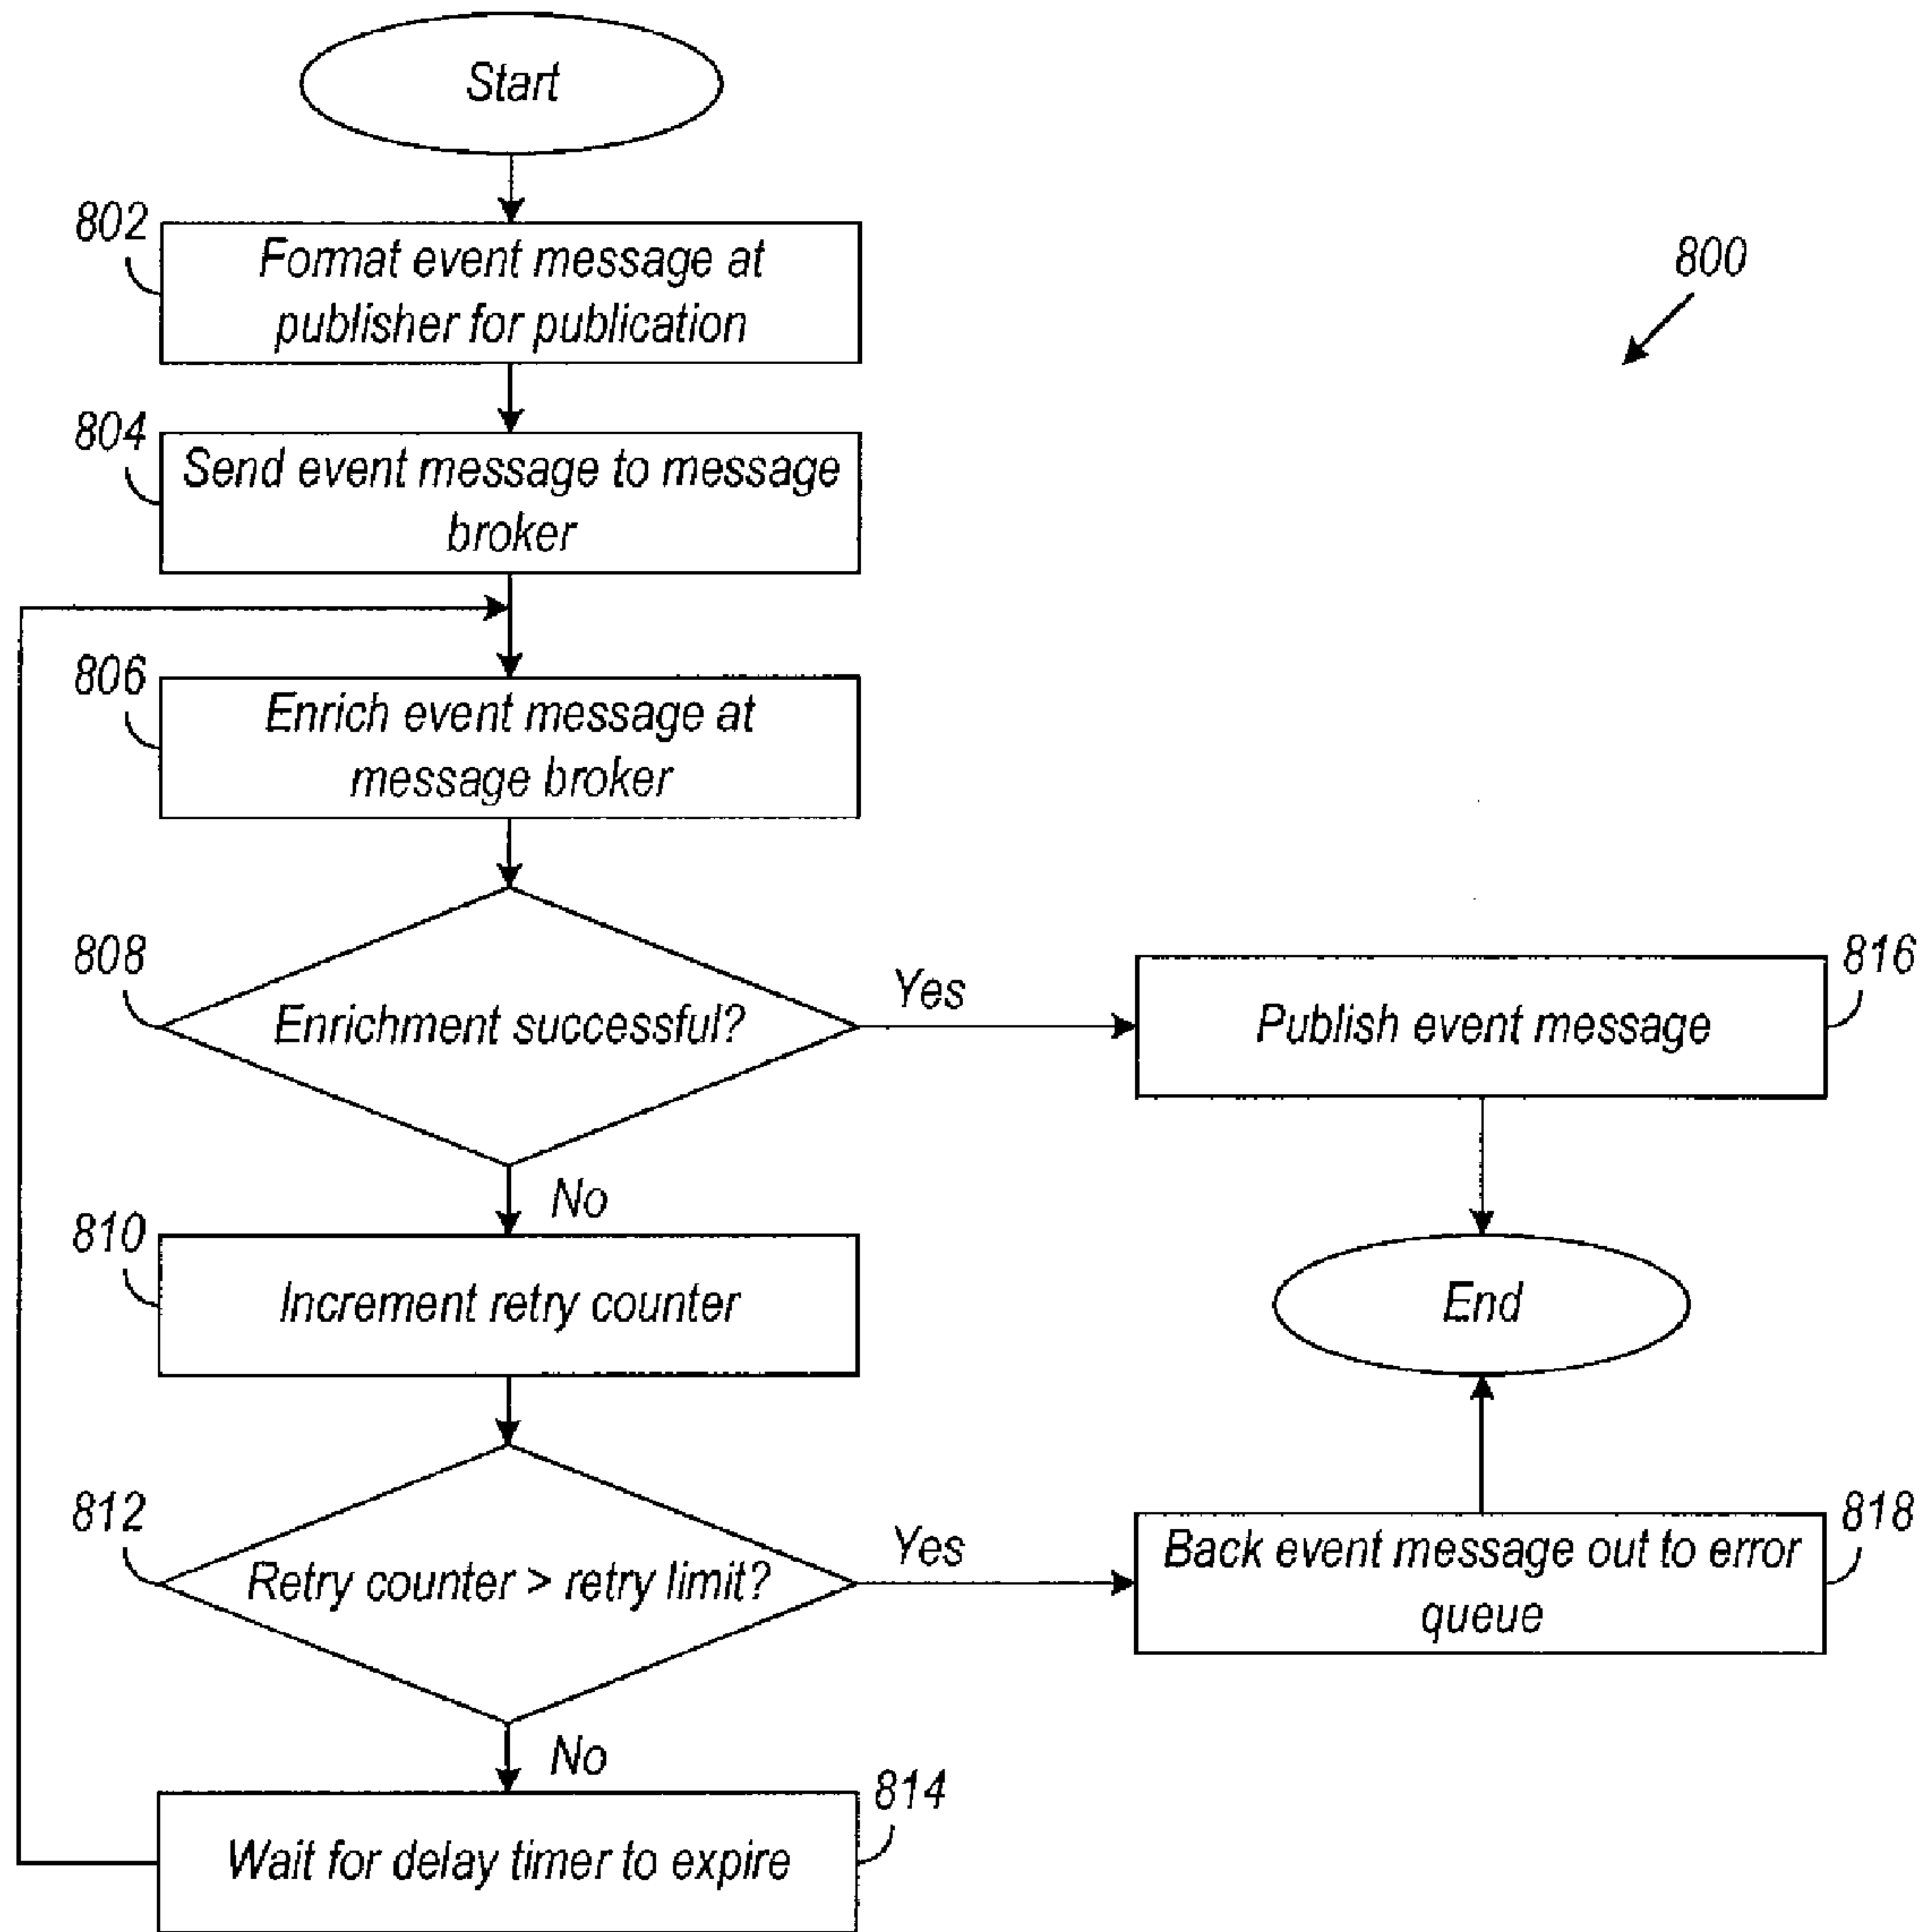 Start
802
Format event message at
publisher for publication
800
804
Send event message to message
broker
806
Enrich event message at
message broker
808
Enrichment successful?
Yes
816
Publish event message
No
810
Increment retry counter
End
812
Retry counter > retry limit?
Yes
818
Back event message out to error
queue
No
814
Wait for delay timer to expire